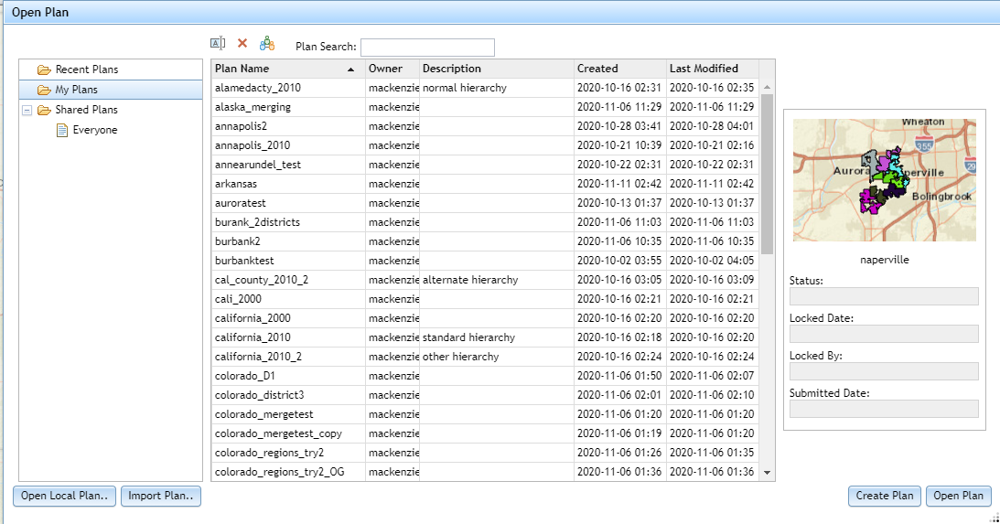 Open Plan
Plan Search:
Recent Plans
My Plans
Shared Plans
Everyone
Plan Name Owner Description Created Last Modified
alamedacty_2010 mackenzie normal hierarchy 2020-10-16 02:31 2020-10-16 02:35
alaska_merging mackenzie 2020-11-06 11:29 2020-11-06 11:29
annapolis2 mackenzie 2020-10-28 03:41 2020-10-28 04:01
annapolis_2010 mackenzie 2020-10-21 10:39 2020-10-21 02:16
annearundel_test mackenzie 2020-10-22 02:31 2020-10-22 02:31
arkansas mackenzie 2020-11-11 02:42 2020-11-11 02:42
auroratest mackenzie 2020-10-13 01:37 2020-10-13 01:37
burank_2districts mackenzie 2020-11-06 11:03 2020-11-06 11:03
burbank2 mackenzie 2020-11-06 10:35 2020-11-06 10:35
burbanktest mackenzie 2020-10-02 03:55 2020-10-02 04:05
cal_county_2010_2 mackenzie alternate hierarchy 2020-10-16 03:05 2020-10-16 03:09
cali_2000 mackenzie 2020-10-16 02:21 2020-10-16 02:21
california_2000 mackenzie 2020-10-16 02:20 2020-10-16 02:20
california_2010 mackenzie standard hierarchy 2020-10-16 02:18 2020-10-16 02:20
california_2010_2 mackenzie other hierarchy 2020-10-16 02:24 2020-10-16 02:24
colorado_D1 mackenzie 2020-11-06 01:50 2020-11-06 02:07
colorado_district3 mackenzie 2020-11-06 02:01 2020-11-06 02:10
colorado_mergetest mackenzie 2020-11-06 01:20 2020-11-06 01:20
colorado_mergetest_copy mackenzie 2020-11-06 01:19 2020-11-06 01:20
colorado_regions_try2 mackenzie 2020-11-06 01:26 2020-11-06 01:35
colorado_regions_try2_OG mackenzie 2020-11-06 01:36 2020-11-06 01:36
Wheaton
355
Aurora perville
Bolingbrook
naperville
Status:
Locked Date:
Locked By:
Submitted Date:
Open Local Plan.. Import Plan.. Create Plan Open Plan